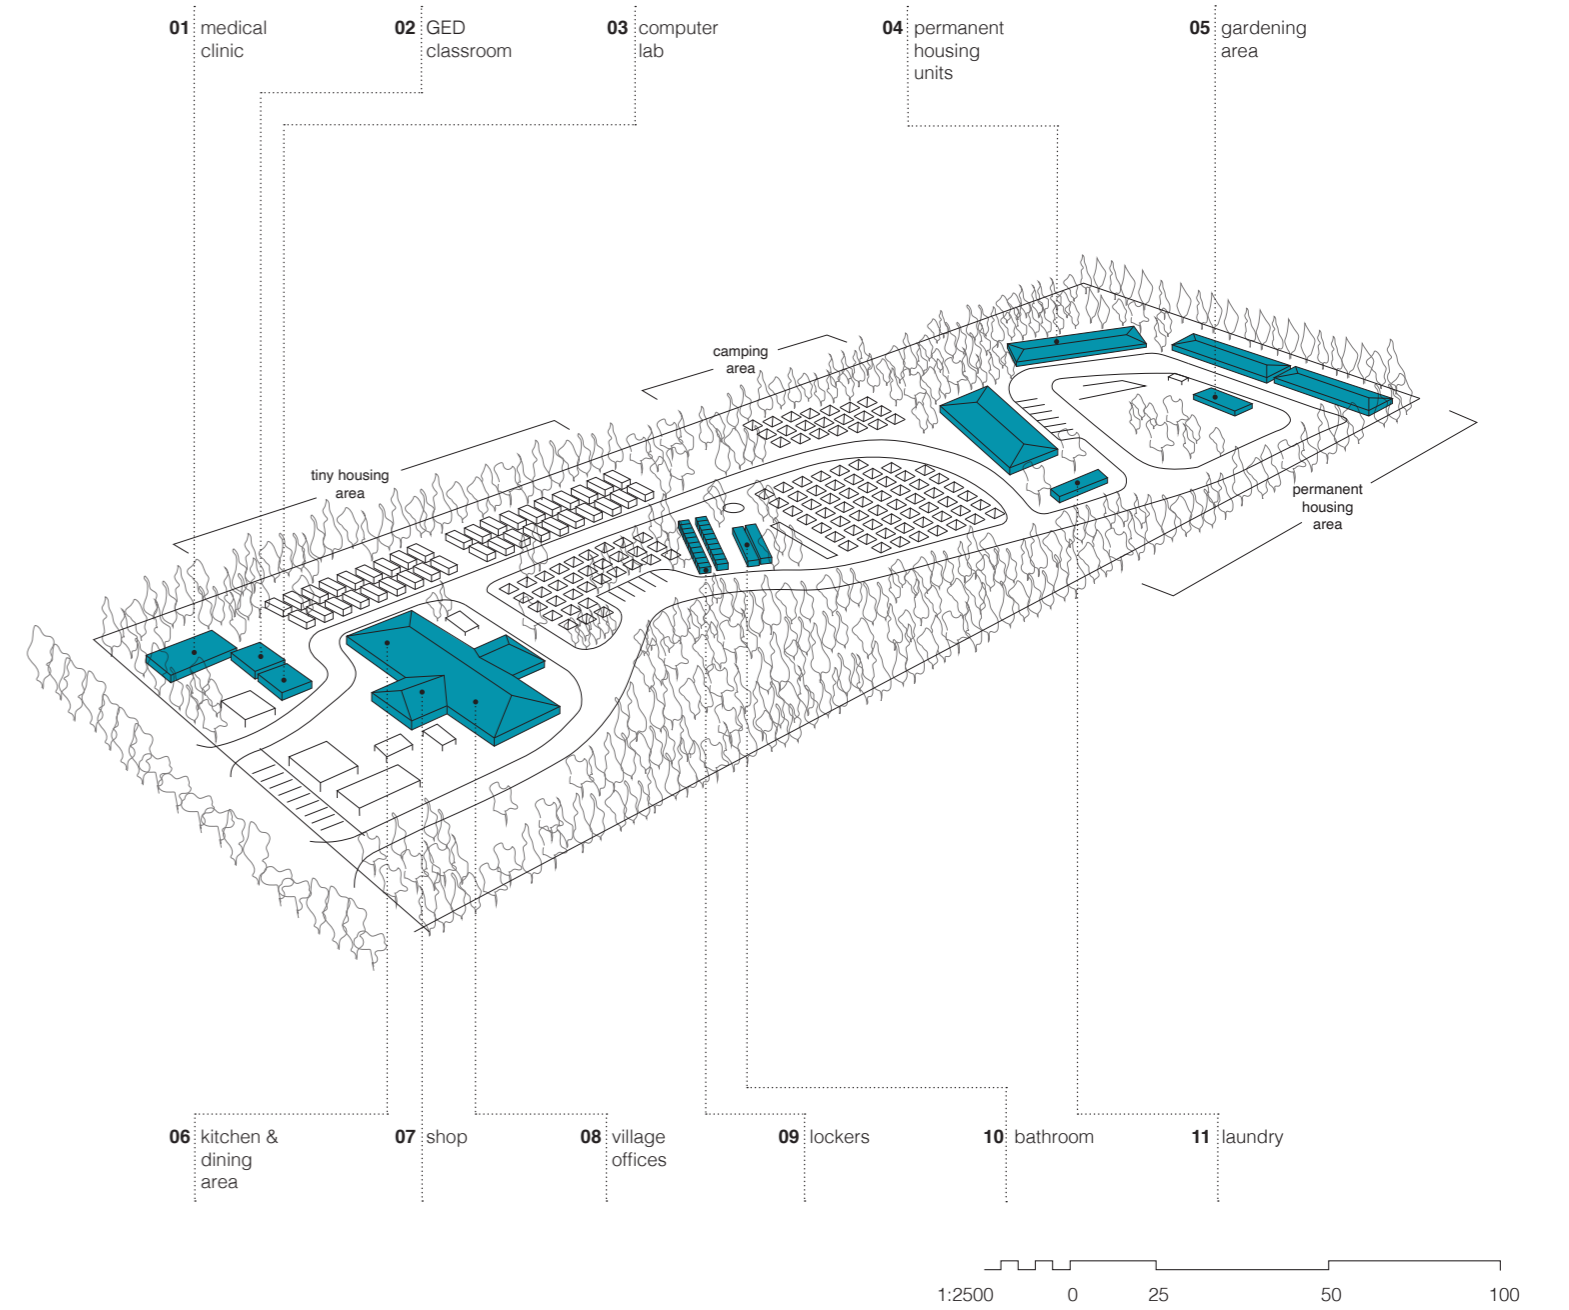 01 medical
clinic
02 GED
classroom
03 computer
lab
04 permanent
housing
units
05 gardening
area
camping
area
tiny housing
area
permanent
housing
area
06 kitchen &
dining
area
07 shop
08 village
offices
09 lockers
10 bathroom
11 laundry
1:2500 0 25 50 100